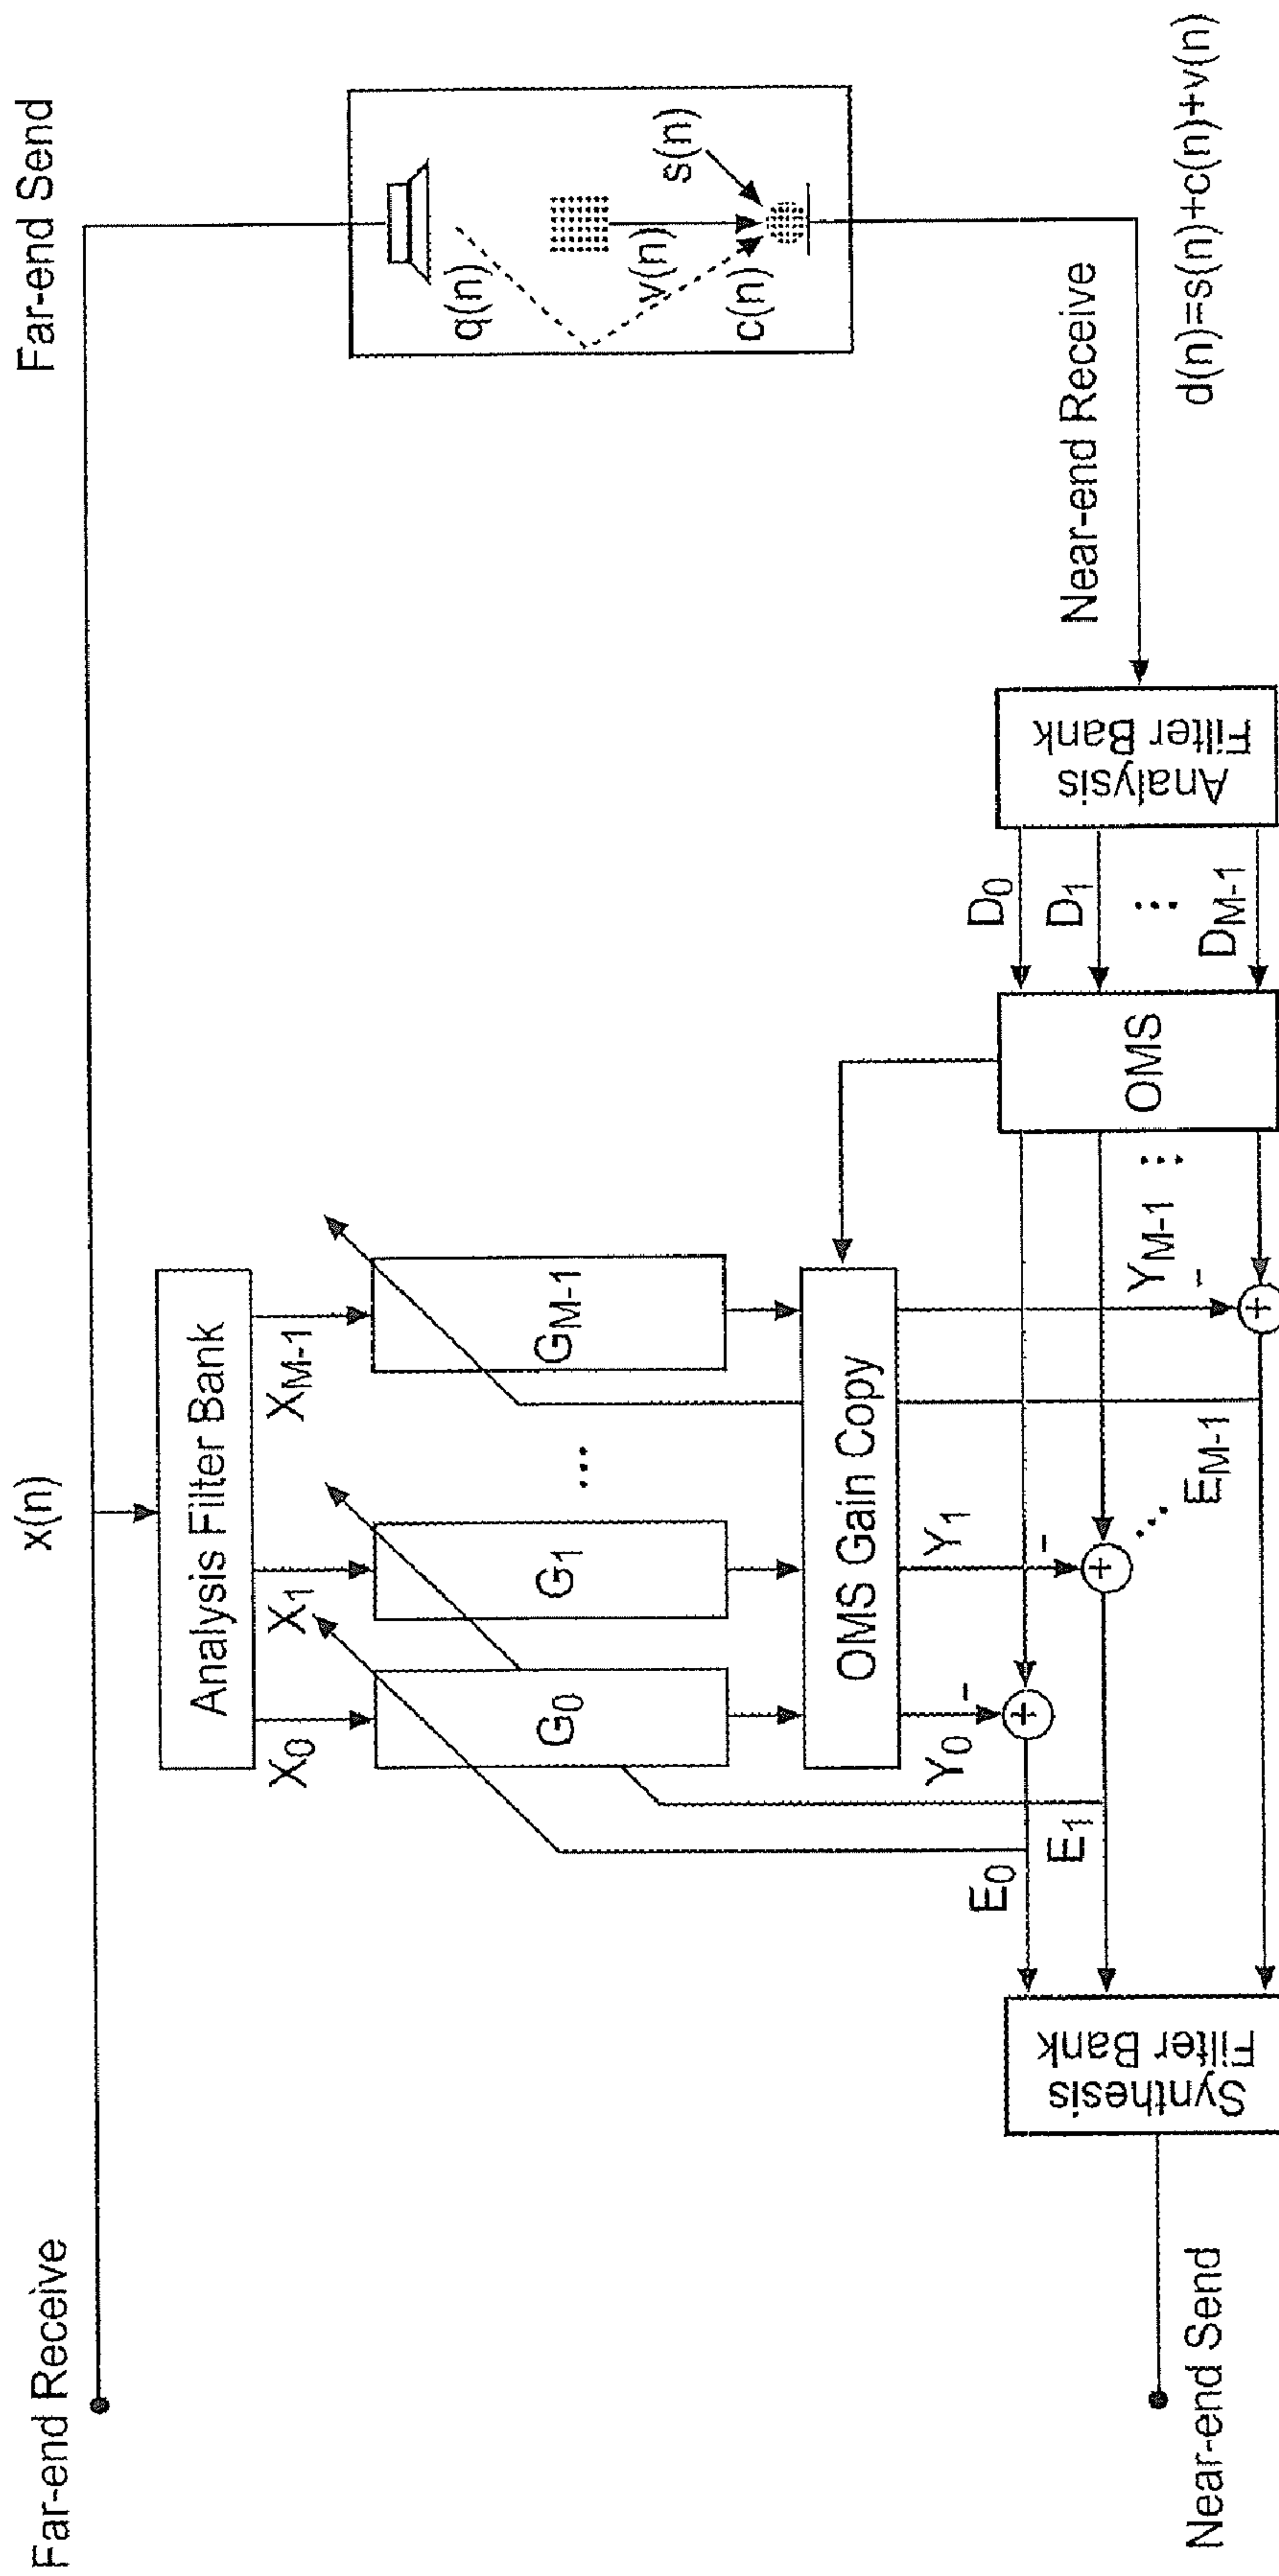 Far-end Receive
x(n)
Far-end Send
Analysis Filter Bank
X0
X1
XM-1
q(n)
G0
G1
...
GM-1
v(n)
s(n)
c(n)
OMS Gain Copy
Y0
-
Y1
-
YM-1
-
...
+
+
+
E0
E1
EM-1
...
OMS
D0
D1
...
DM-1
Near-end Receive
Analysis
Filter Bank
Synthesis
Filter Bank
Near-end Send
d(n)=s(n)+c(n)+v(n)